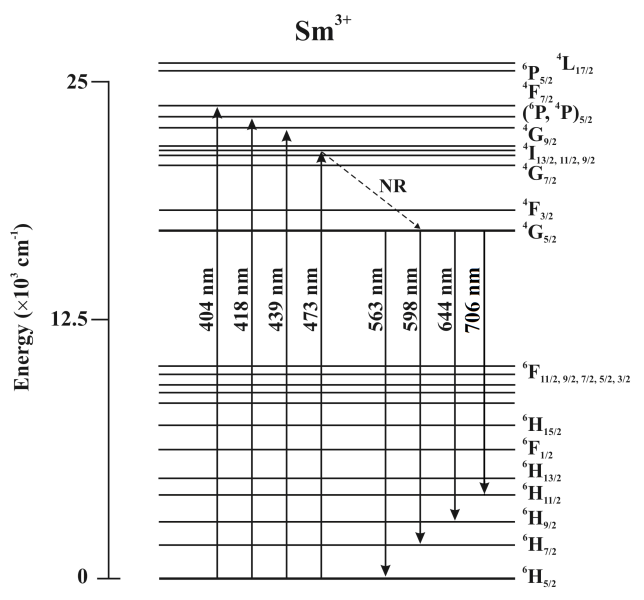 Sm³⁺
25
12.5
0
Energy (×10³ cm⁻¹)
⁴L₁₇/₂
⁶P₅/₂
⁴F₇/₂
(⁶P, ⁴P)₅/₂
⁴G₉/₂
⁴I₁₃/₂, ₁₁/₂, ₉/₂
⁴G₇/₂
NR
⁴F₃/₂
⁴G₅/₂
404 nm
418 nm
439 nm
473 nm
563 nm
598 nm
644 nm
706 nm
⁶F₁₁/₂, ₉/₂, ₇/₂, ₅/₂, ₃/₂
⁶H₁₅/₂
⁶F₁/₂
⁶H₁₃/₂
⁶H₁₁/₂
⁶H₉/₂
⁶H₇/₂
⁶H₅/₂